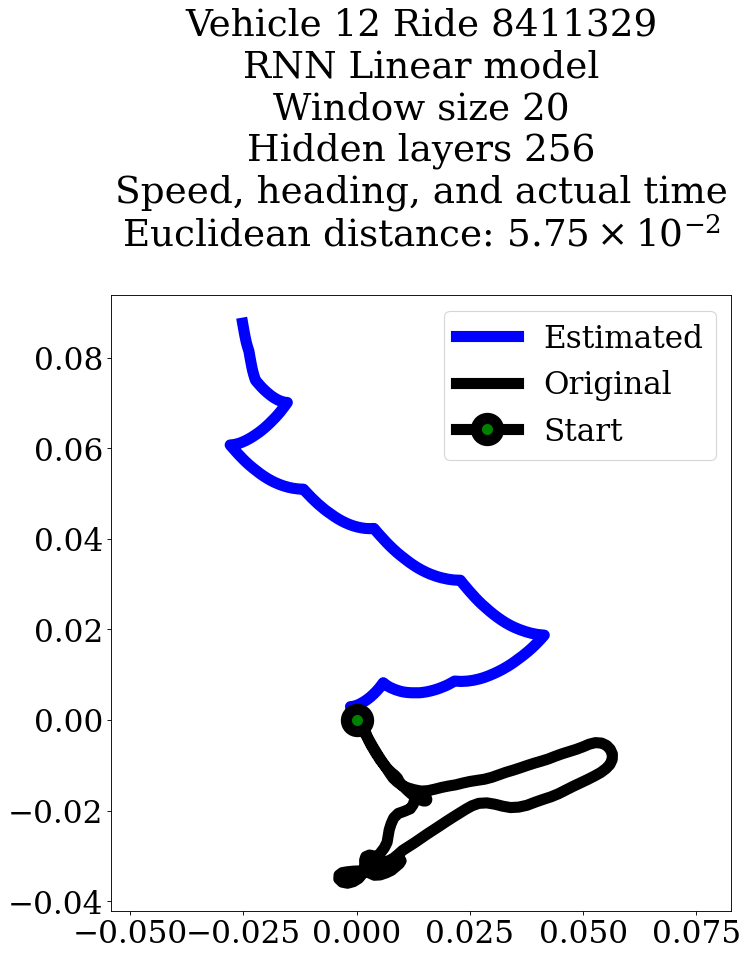 Vehicle 12 Ride 8411329
RNN Linear model
Window size 20
Hidden layers 256
Speed, heading, and actual time
Euclidean distance: 5.75 × 10⁻²
Estimated
Original
Start
0.08
0.06
0.04
0.02
0.00
−0.02
−0.04
−0.050 −0.025 0.000 0.025 0.050 0.075